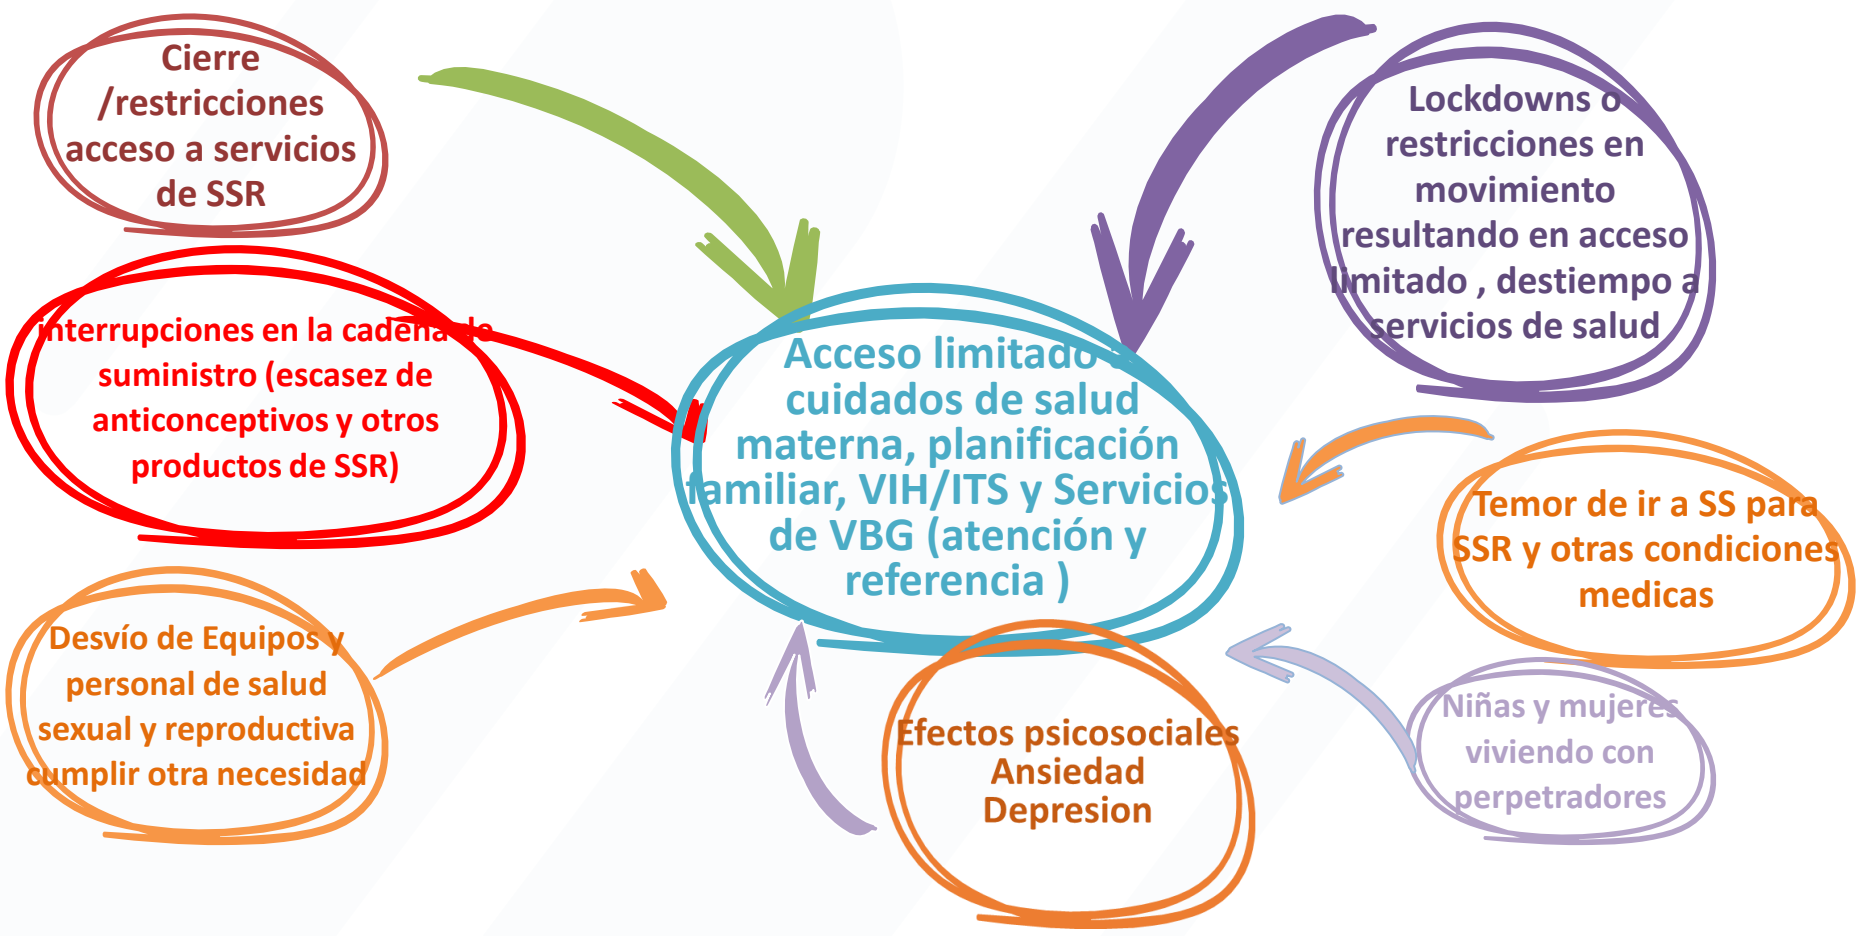 Cierre
/restricciones
acceso a servicios
de SSR
interrupciones en la cadena de
suministro (escasez de
anticonceptivos y otros
productos de SSR)
Desvío de Equipos y
personal de salud
sexual y reproductiva
cumplir otra necesidad
Acceso limitado a
cuidados de salud
materna, planificación
familiar, VIH/ITS y Servicios
de VBG (atención y
referencia )
Efectos psicosociales
Ansiedad
Depresion
Lockdowns o
restricciones en
movimiento
resultando en acceso
limitado , destiempo a
servicios de salud
Temor de ir a SS para
SSR y otras condiciones
medicas
Niñas y mujeres
viviendo con
perpetradores